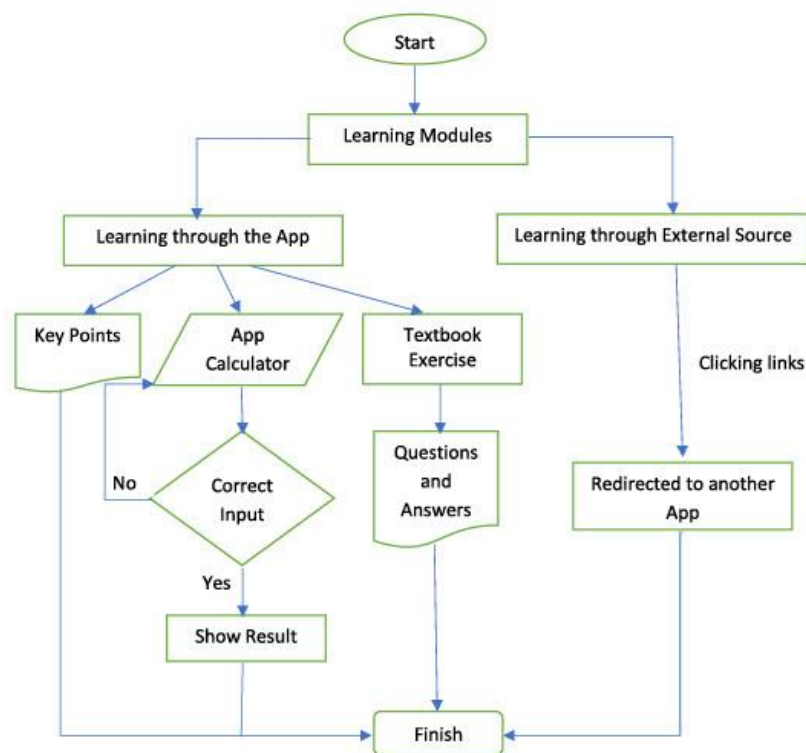 Start
Learning Modules
Learning through the App
Learning through External Source
Key Points
App
Calculator
Textbook
Exercise
Clicking links
No
Correct
Input
Questions
and
Answers
Redirected to another
App
Yes
Show Result
Finish